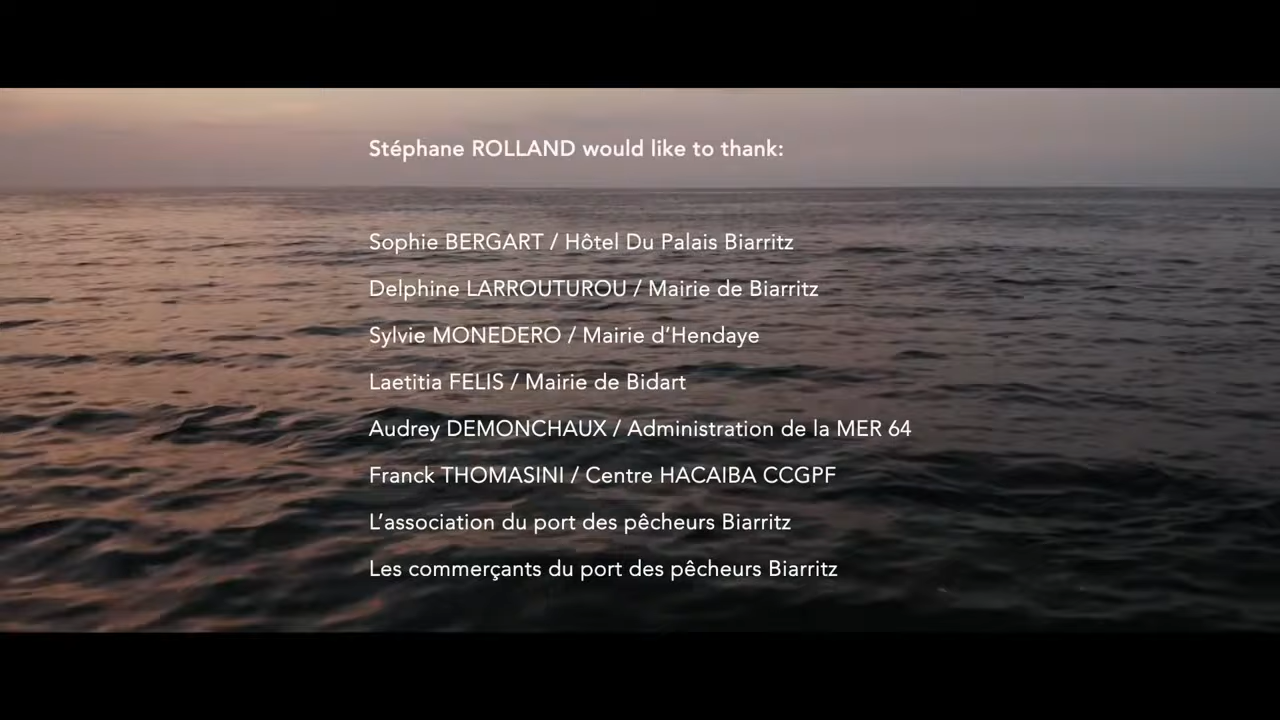 Stéphane ROLLAND would like to thank:
Sophie BERGART / Hôtel Du Palais Biarritz
Delphine LARROUTUROU / Mairie de Biarritz
Sylvie MONEDERO / Mairie d’Hendaye
Laetitia FELIS / Mairie de Bidart
Audrey DEMONCHAUX / Administration de la MER 64
Franck THOMASINI / Centre HACAIBA CCGPF
L’association du port des pêcheurs Biarritz
Les commerçants du port des pêcheurs Biarritz